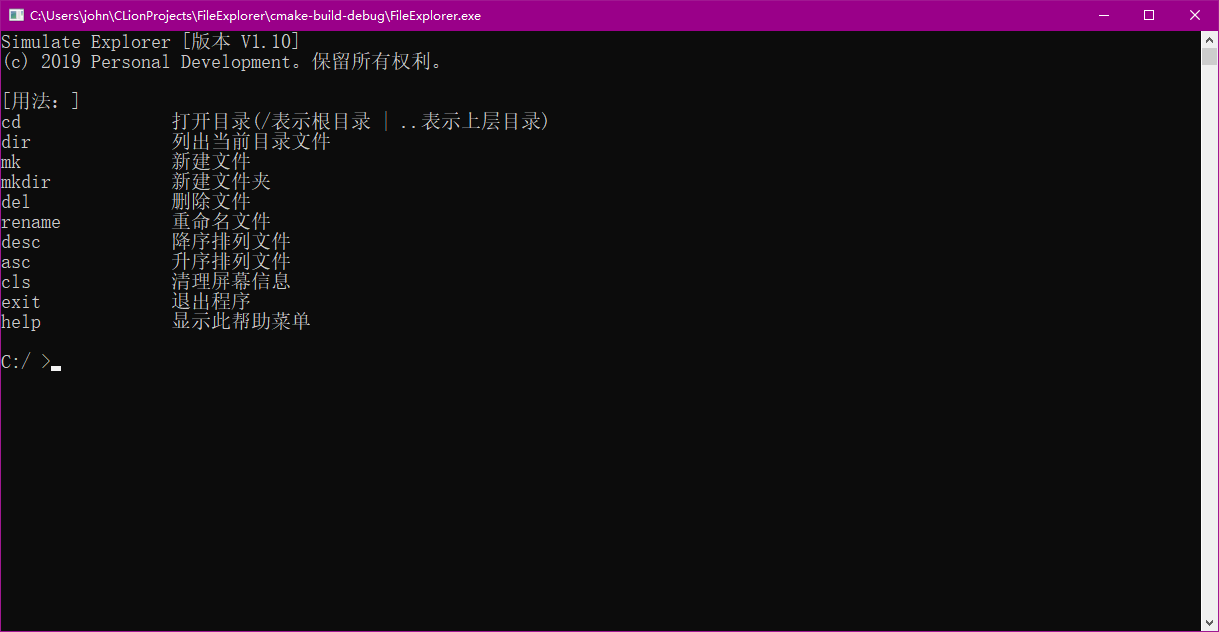 C:\Users\john\CLionProjects\FileExplorer\cmake-build-debug\FileExplorer.exe
Simulate Explorer [版本 V1.10]
(c) 2019 Personal Development。保留所有权利。
[用法：]
cd 打开目录(/表示根目录 | ..表示上层目录)
dir 列出当前目录文件
mk 新建文件
mkdir 新建文件夹
del 删除文件
rename 重命名文件
desc 降序排列文件
asc 升序排列文件
cls 清理屏幕信息
exit 退出程序
help 显示此帮助菜单
C:/ >